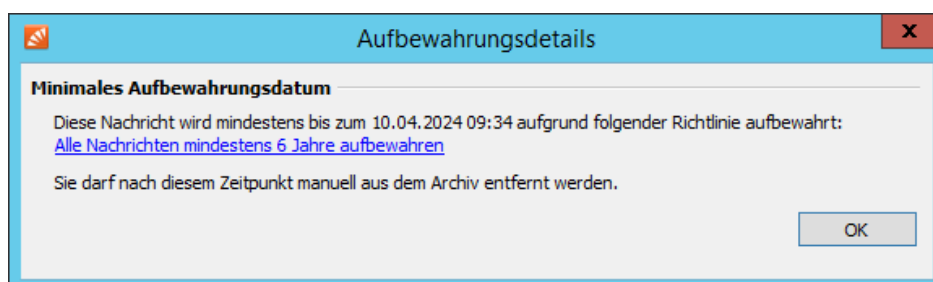 Aufbewahrungsdetails
x
Minimales Aufbewahrungsdatum
Diese Nachricht wird mindestens bis zum 10.04.2024 09:34 aufgrund folgender Richtlinie aufbewahrt:
Alle Nachrichten mindestens 6 Jahre aufbewahren
Sie darf nach diesem Zeitpunkt manuell aus dem Archiv entfernt werden.
OK